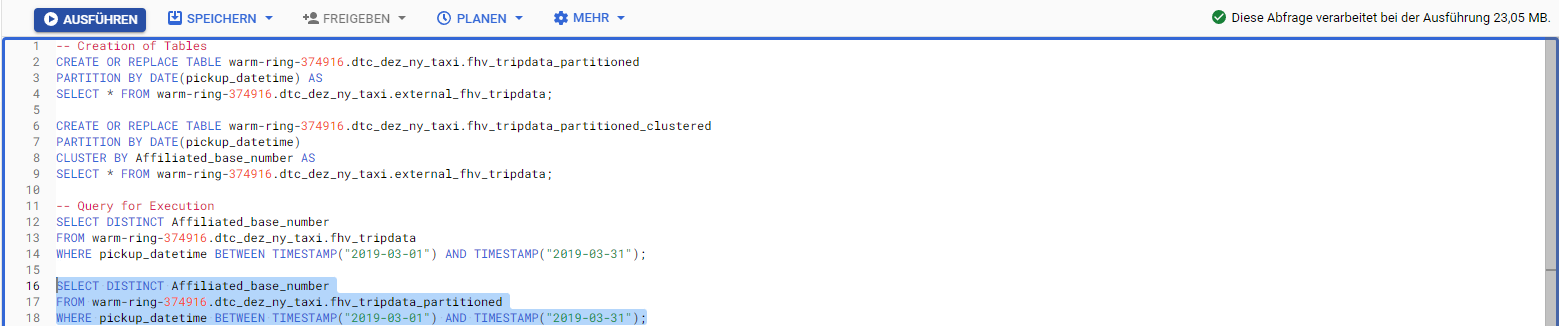 AUSFÜHREN SPEICHERN FREIGEBEN PLANEN MEHR Diese Abfrage verarbeitet bei der Ausführung 23,05 MB.
1 -- Creation of Tables
2 CREATE OR REPLACE TABLE warm-ring-374916.dtc_dez_ny_taxi.fhv_tripdata_partitioned
3 PARTITION BY DATE(pickup_datetime) AS
4 SELECT * FROM warm-ring-374916.dtc_dez_ny_taxi.external_fhv_tripdata;
5
6 CREATE OR REPLACE TABLE warm-ring-374916.dtc_dez_ny_taxi.fhv_tripdata_partitioned_clustered
7 PARTITION BY DATE(pickup_datetime)
8 CLUSTER BY Affiliated_base_number AS
9 SELECT * FROM warm-ring-374916.dtc_dez_ny_taxi.external_fhv_tripdata;
10
11 -- Query for Execution
12 SELECT DISTINCT Affiliated_base_number
13 FROM warm-ring-374916.dtc_dez_ny_taxi.fhv_tripdata
14 WHERE pickup_datetime BETWEEN TIMESTAMP("2019-03-01") AND TIMESTAMP("2019-03-31");
15
16 SELECT DISTINCT Affiliated_base_number
17 FROM warm-ring-374916.dtc_dez_ny_taxi.fhv_tripdata_partitioned
18 WHERE pickup_datetime BETWEEN TIMESTAMP("2019-03-01") AND TIMESTAMP("2019-03-31");